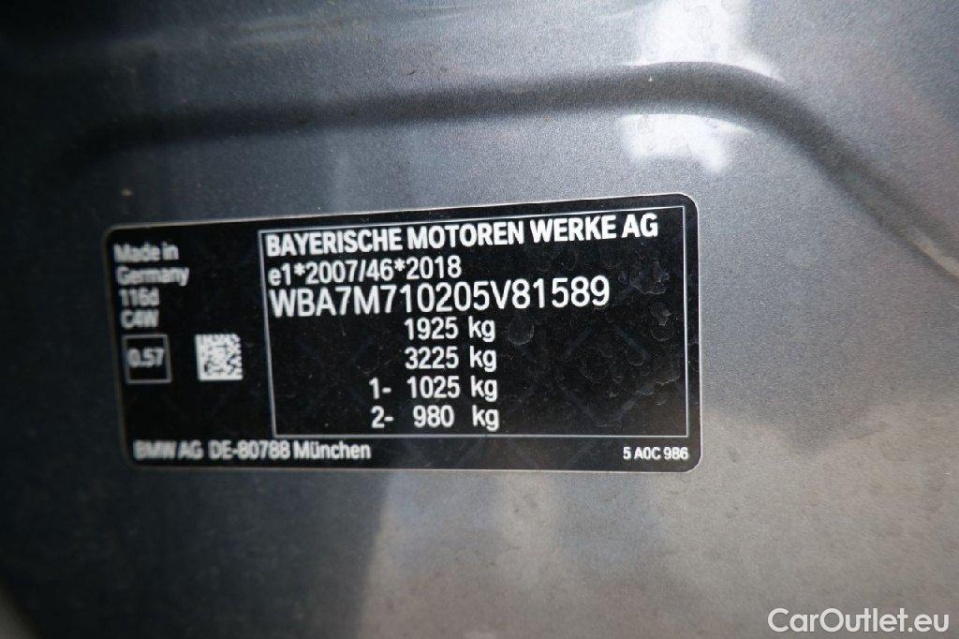 Made in
Germany
116d
C4W
0.57
BAYERISCHE MOTOREN WERKE AG
e1*2007/46*2018
WBA7M710205V81589
1925 kg
3225 kg
1- 1025 kg
2- 980 kg
BMW AG DE-80788 München
5 A0C 986
CarOutlet.eu